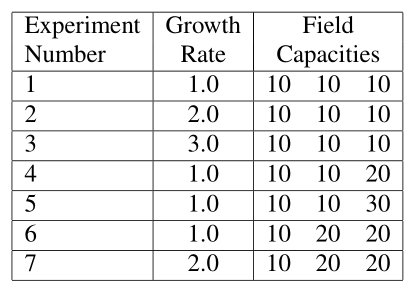 Experiment Growth Field
Number Rate Capacities
1 1.0 10 10 10
2 2.0 10 10 10
3 3.0 10 10 10
4 1.0 10 10 20
5 1.0 10 10 30
6 1.0 10 20 20
7 2.0 10 20 20